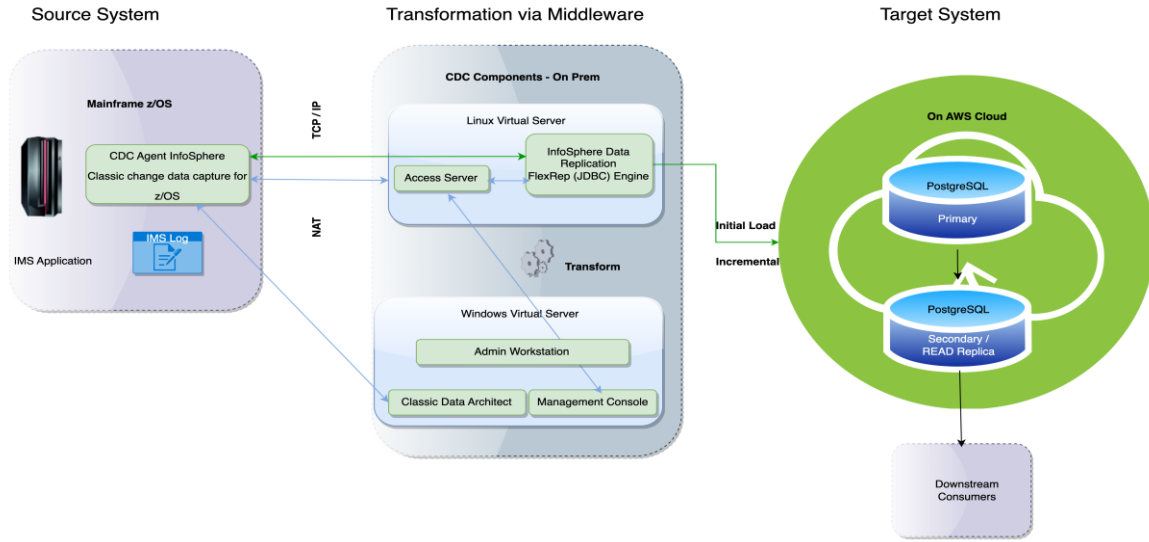 Source System
Transformation via Middleware
Target System
Mainframe z/OS
CDC Agent InfoSphere
Classic change data capture for
z/OS
IMS Log
IMS Application
TCP / IP
NAT
CDC Components - On Prem
Linux Virtual Server
Access Server
InfoSphere Data
Replication
FlexRep (JDBC) Engine
Transform
Windows Virtual Server
Admin Workstation
Classic Data Architect
Management Console
Initial Load
Incremental
On AWS Cloud
PostgreSQL
Primary
PostgreSQL
Secondary /
READ Replica
Downstream
Consumers